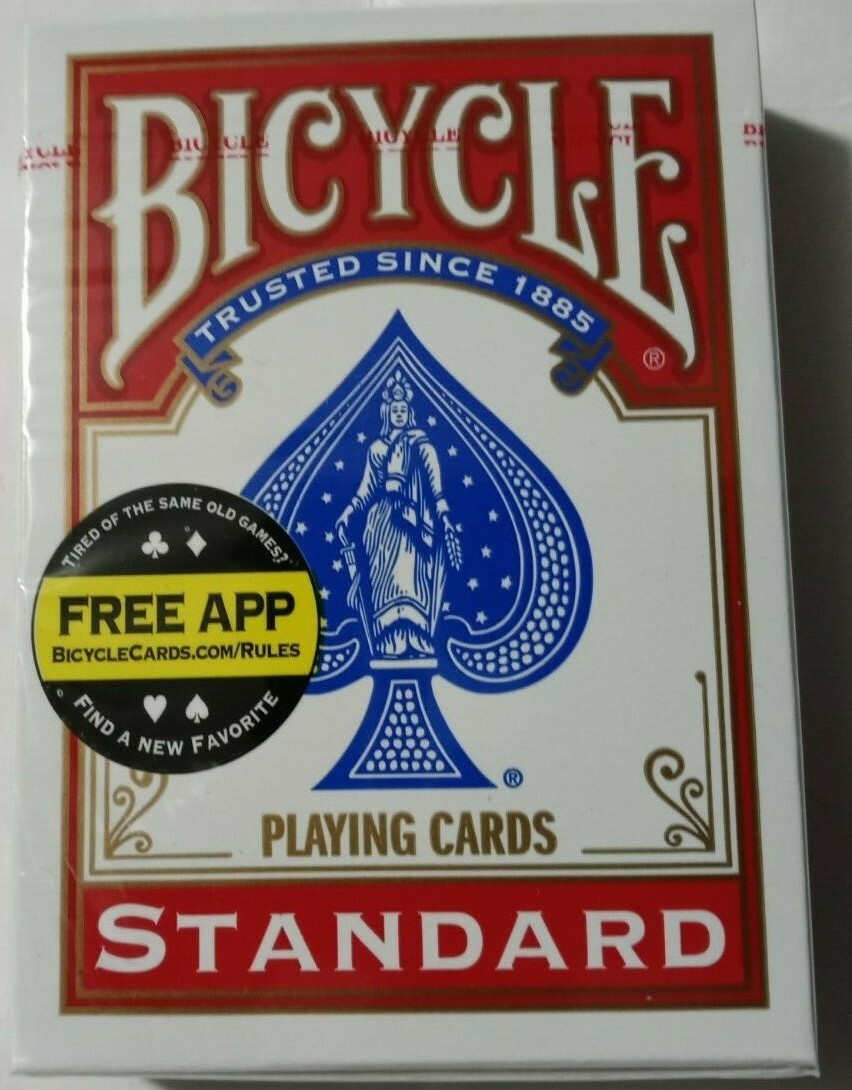 BICYCLE
BICYCLE
TRUSTED SINCE 1885
®
TIRED OF THE SAME OLD GAMES?
FREE APP
BICYCLECARDS.COM/RULES
FIND A NEW FAVORITE
®
PLAYING CARDS
STANDARD